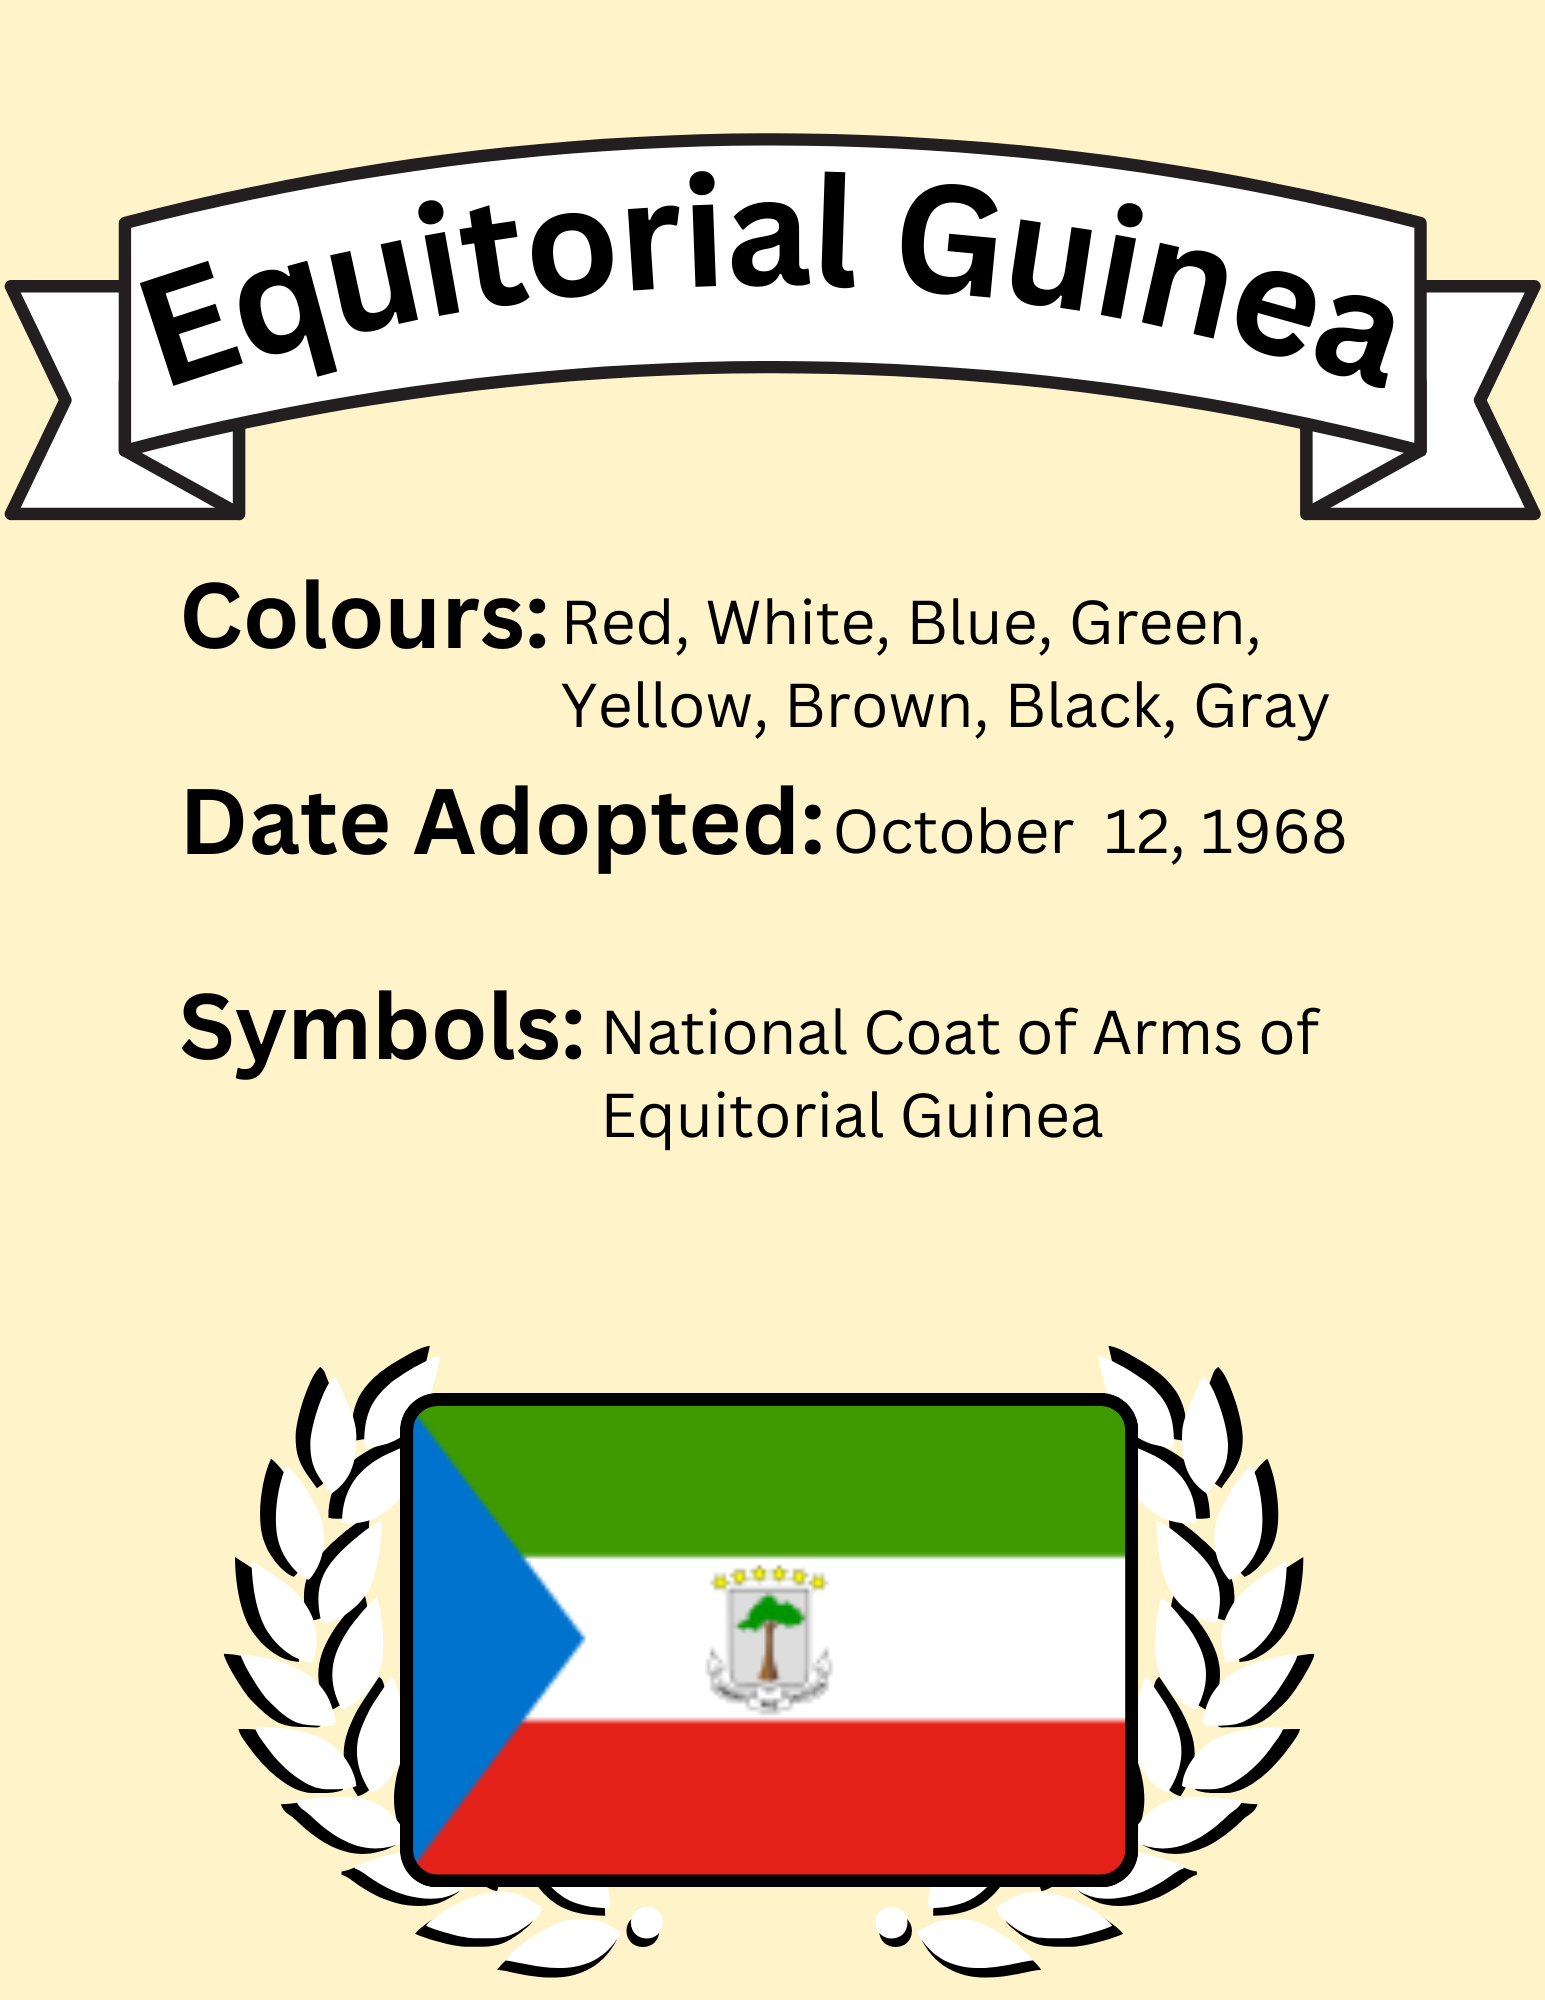 Equitorial Guinea
Colours: Red, White, Blue, Green,
Yellow, Brown, Black, Gray
Date Adopted: October 12, 1968
Symbols: National Coat of Arms of
Equitorial Guinea